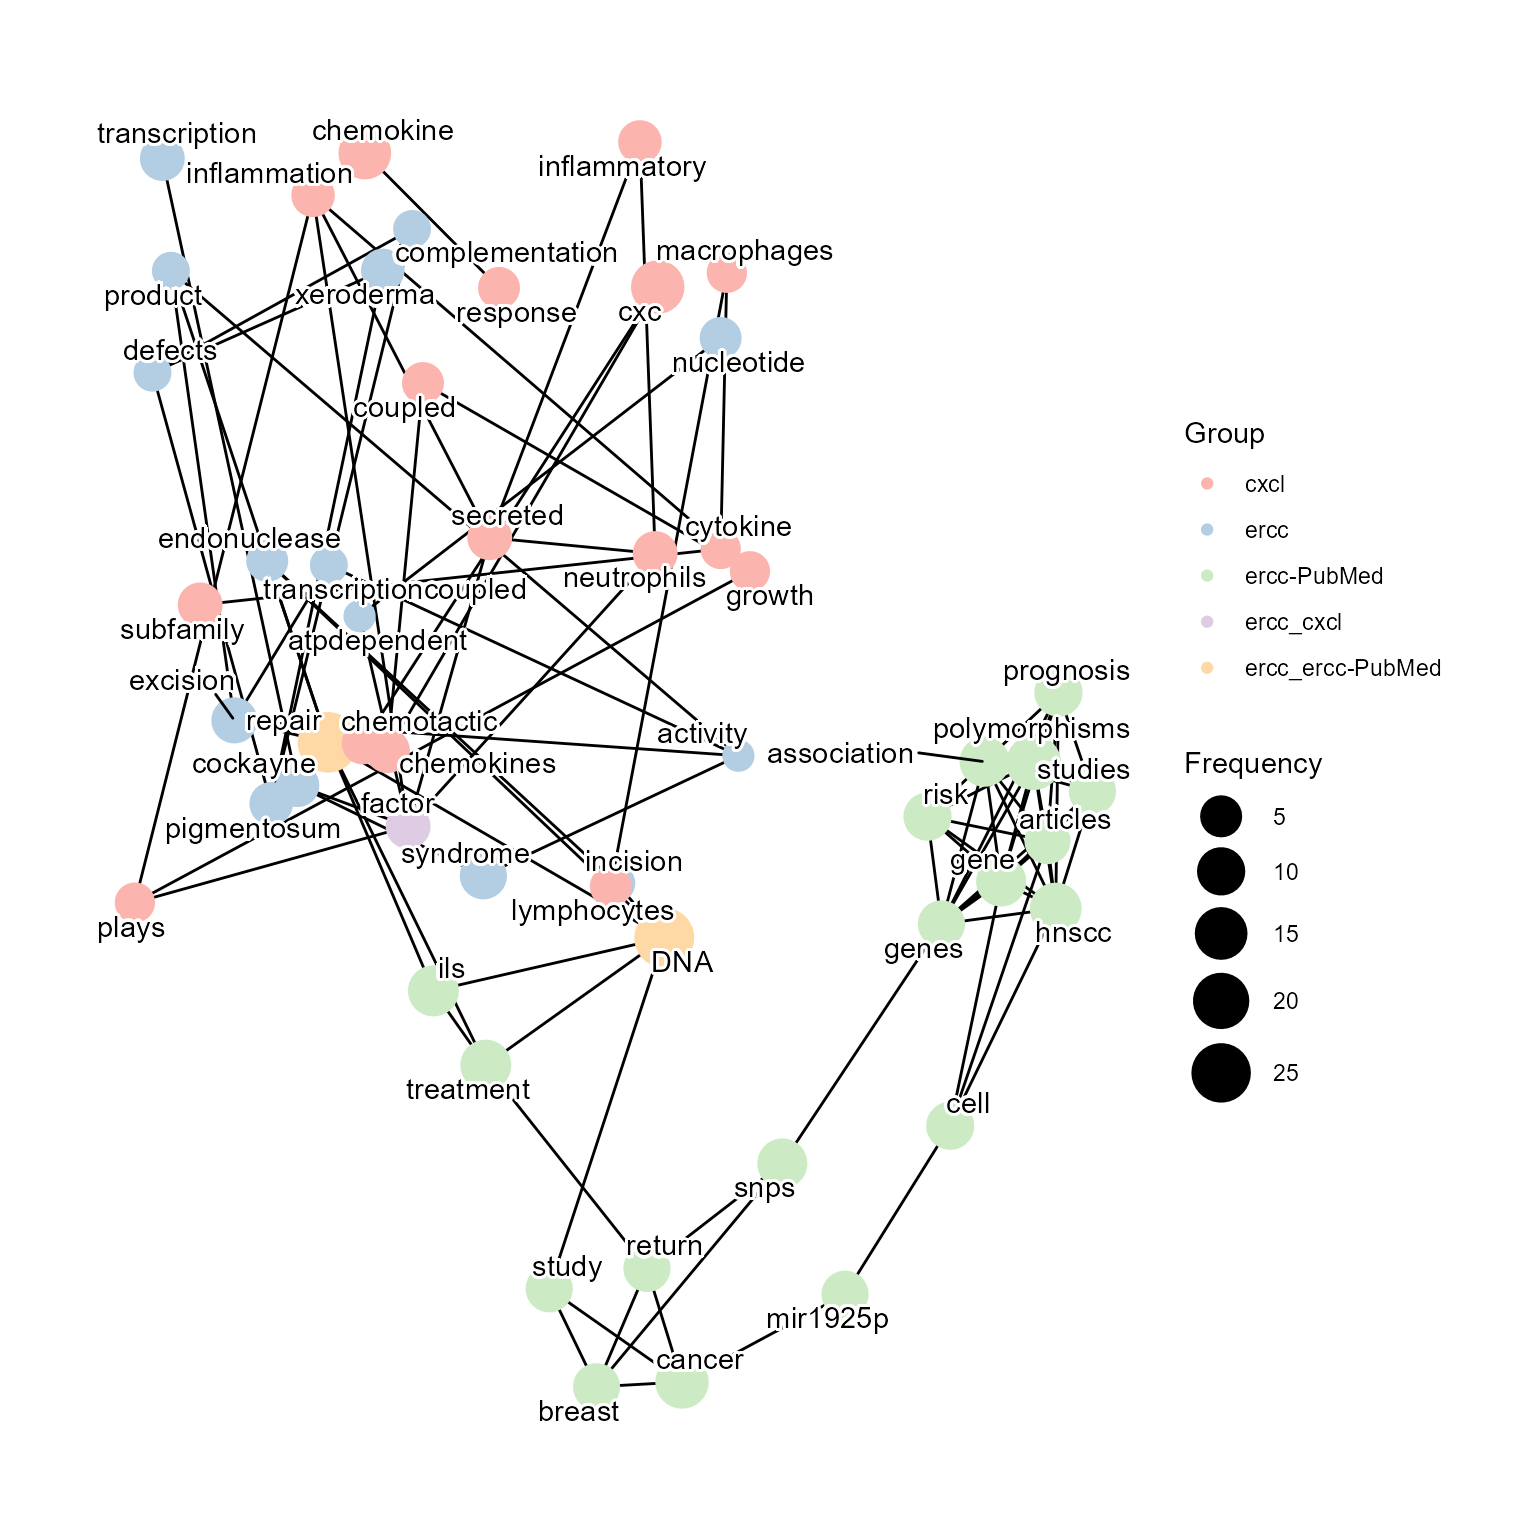 transcription
chemokine
inflammation
inflammatory
complementation
macrophages
product
xeroderma
response
cxc
defects
nucleotide
coupled
secreted
cytokine
endonuclease
neutrophils
transcriptioncoupled
growth
subfamily
atpdependent
excision
repair
chemotactic
activity
association
cockayne
chemokines
factor
pigmentosum
syndrome
incision
lymphocytes
plays
ils
DNA
treatment
prognosis
polymorphisms
studies
risk
articles
gene
genes
hnscc
cell
snps
return
study
mir1925p
cancer
breast
Group
cxcl
ercc
ercc-PubMed
ercc_cxcl
ercc_ercc-PubMed
Frequency
5
10
15
20
25